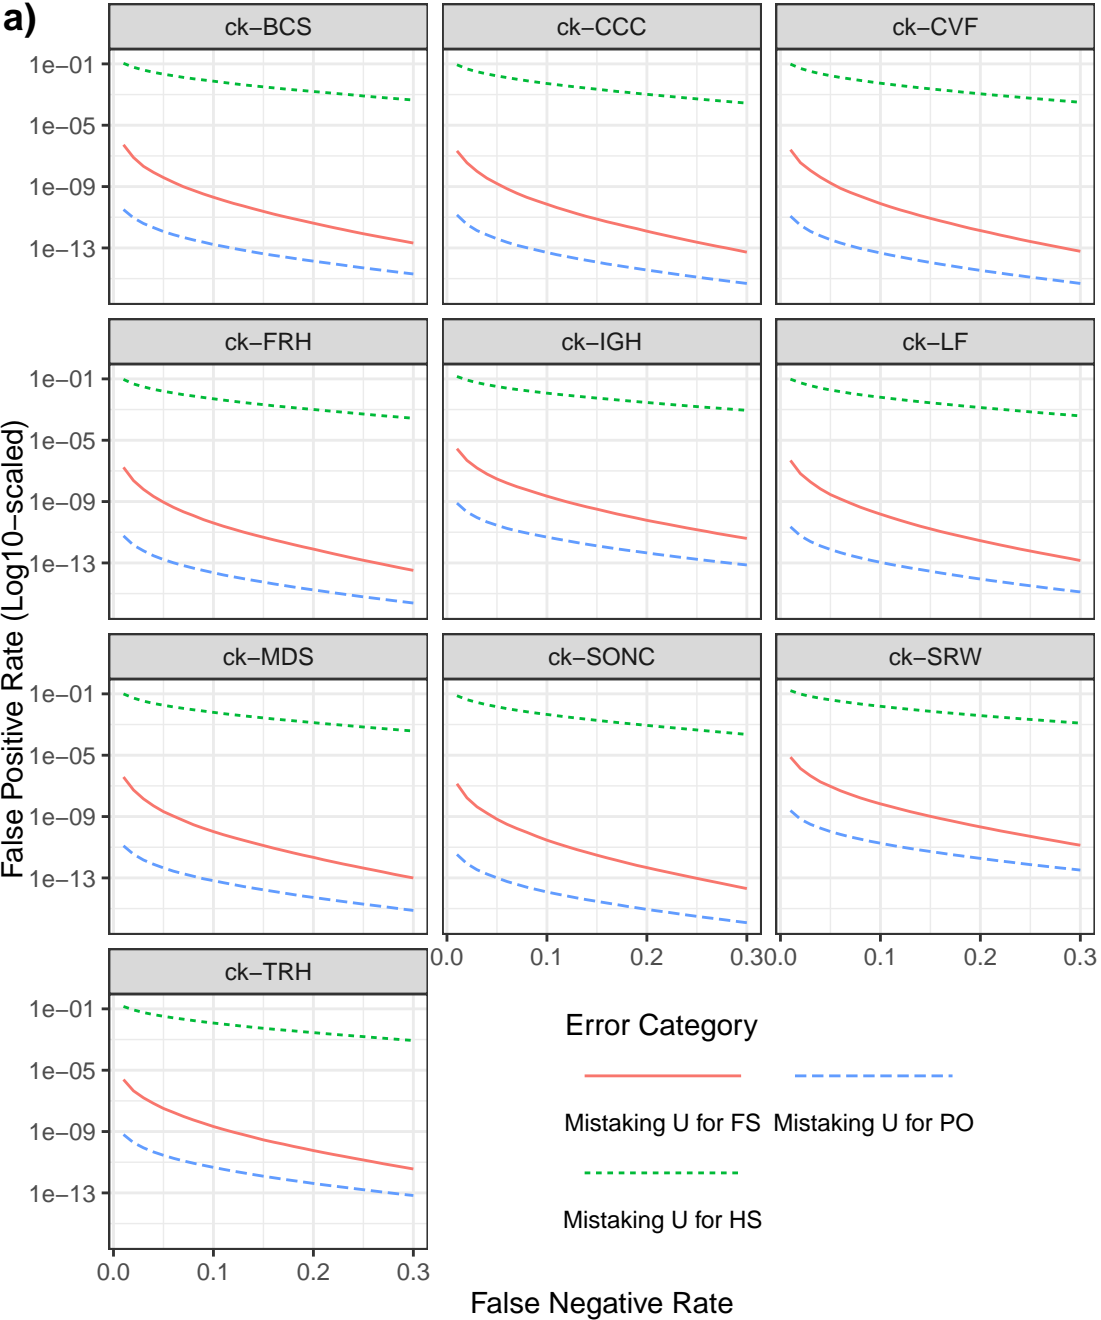 a)
ck−BCS ck−CCC ck−CVF
1e−01
1e−05
1e−09
1e−13
ck−FRH ck−IGH ck−LF
1e−01
1e−05
1e−09
1e−13
False Positive Rate (Log10−scaled)
ck−MDS ck−SONC ck−SRW
1e−01
1e−05
1e−09
1e−13
0.0 0.1 0.2 0.3
0.0 0.1 0.2 0.3
ck−TRH
1e−01
1e−05
1e−09
1e−13
0.0 0.1 0.2 0.3
Error Category
Mistaking U for FS Mistaking U for PO
Mistaking U for HS
False Negative Rate